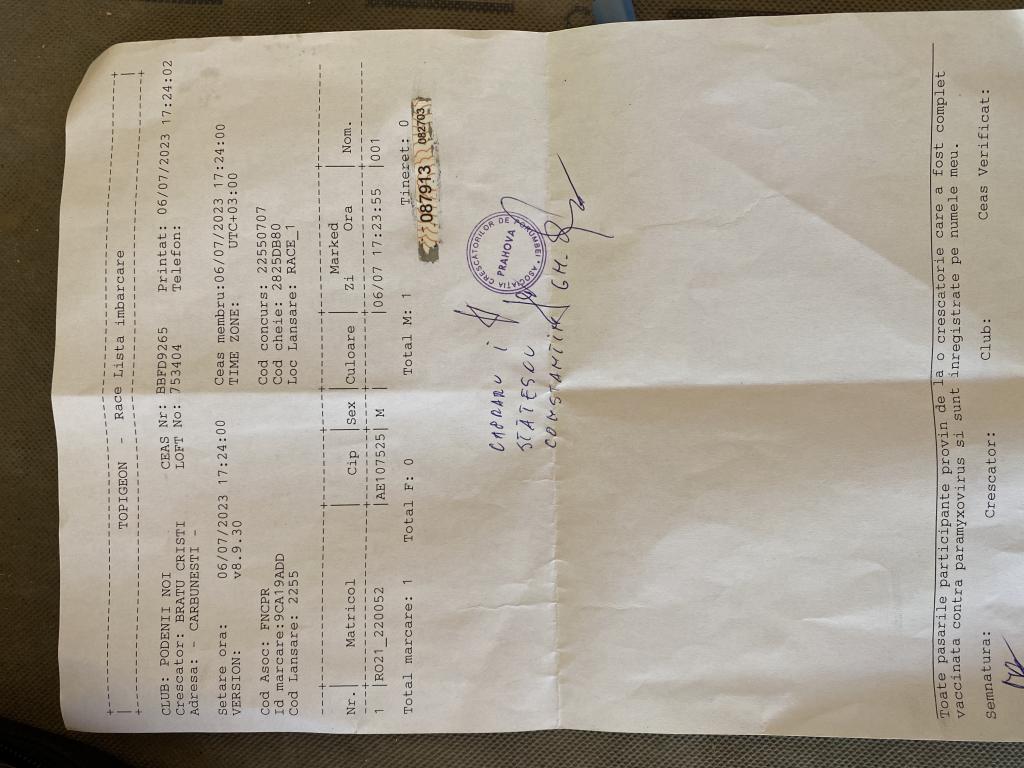 TOPIGEON - Race Lista imbarcare
CLUB: PODENII NOI CEAS Nr: BBFD9265 Printat: 06/07/2023 17:24:02
Crescator: BRATU CRISTI LOFT No: 753404 Telefon:
Adresa: - CARBUNESTI -
Setare ora: 06/07/2023 17:24:00 Ceas membru:06/07/2023 17:24:00
VERSION: v8.9.30 TIME ZONE: UTC+03:00
Cod Asoc: FNCPR Cod concurs: 22550707
Id marcare:9CA19ADD Cod cheie: 2825DB80
Cod Lansare: 2255 Loc Lansare: RACE_1
Marked
Nr.| Matricol | Cip |Sex |Culoare | Zi Ora | Nom.
1 |RO21_220052 |AE107525| M | |06/07 17:23:55 |001
Total marcare: 1 Total F: 0 Total M: 1 Tineret: 0
087913 082703
ASOCIATIA CRESCATORILOR DE PORUMBEI
PRAHOVA
CAPRARU I
STATESCU
CONSTANTIN GH.
Toate pasarile participante provin de la o crescatorie care a fost complet
vaccinata contra paramyxovirus si sunt inregistrate pe numele meu.
Semnatura: Crescator: Club: Ceas Verificat: